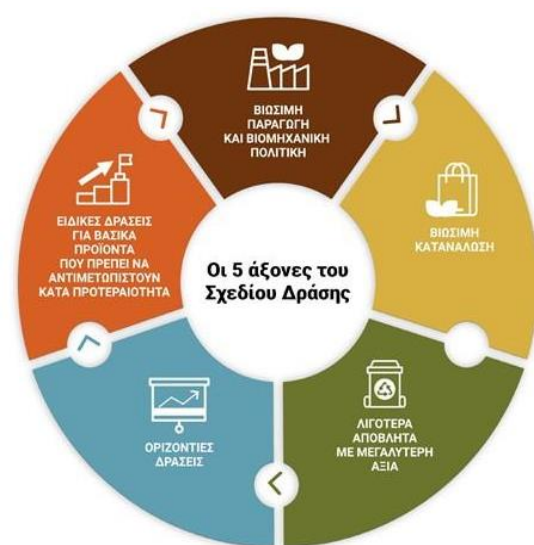 ΒΙΩΣΙΜΗ
ΠΑΡΑΓΩΓΗ
ΚΑΙ ΒΙΟΜΗΧΑΝΙΚΗ
ΠΟΛΙΤΙΚΗ
ΒΙΩΣΙΜΗ
ΚΑΤΑΝΑΛΩΣΗ
ΛΙΓΟΤΕΡΑ
ΑΠΟΒΛΗΤΑ
ΜΕ ΜΕΓΑΛΥΤΕΡΗ
ΑΞΙΑ
ΟΡΙΖΟΝΤΙΕΣ
ΔΡΑΣΕΙΣ
ΕΙΔΙΚΕΣ ΔΡΑΣΕΙΣ
ΓΙΑ ΒΑΣΙΚΑ
ΠΡΟΪΟΝΤΑ
ΠΟΥ ΠΡΕΠΕΙ ΝΑ
ΑΝΤΙΜΕΤΩΠΙΣΤΟΥΝ
ΚΑΤΑ ΠΡΟΤΕΡΑΙΟΤΗΤΑ
Οι 5 άξονες του
Σχεδίου Δράσης